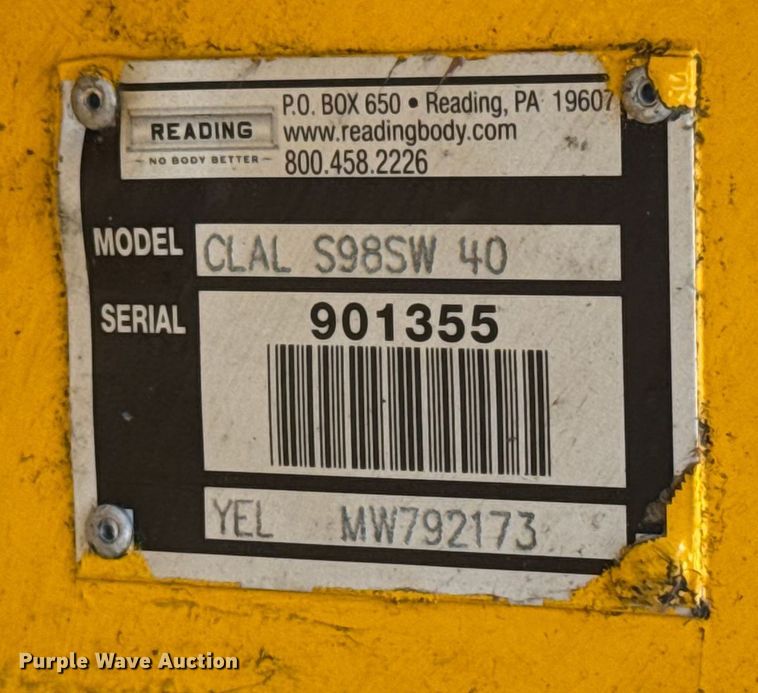 READING
NO BODY BETTER
P.O. BOX 650 • Reading, PA 19607
www.readingbody.com
800.458.2226
MODEL CLAL S98SW 40
SERIAL 901355
YEL MW792173
Purple Wave Auction